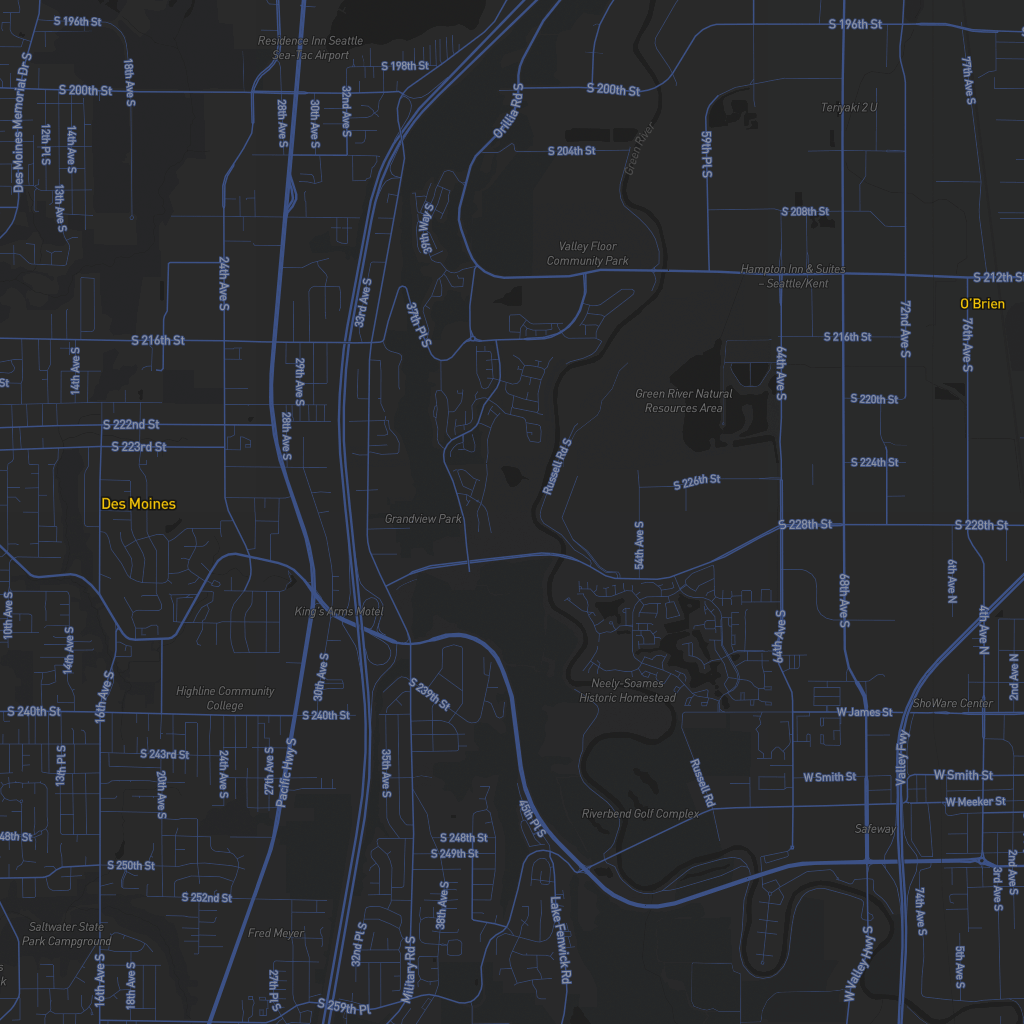 S 196th St
Residence Inn Seattle
Sea-Tac Airport
S 196th St
S 198th St
Des Moines Memorial Dr S
18th Ave S
77th Ave S
S 200th St
S 200th St
28th Ave S
30th Ave S
32nd Ave S
Orillia Rd S
Teriyaki 2 U
12th Pl S
14th Ave S
59th Pl S
S 204th St
Green River
13th Ave S
39th Way S
S 208th St
Valley Floor
Community Park
24th Ave S
33rd Ave S
Hampton Inn & Suites
- Seattle/Kent
S 212th St
O'Brien
37th Pl S
72nd Ave S
76th Ave S
S 216th St
S 216th St
14th Ave S
29th Ave S
64th Ave S
St
Green River Natural
Resources Area
S 220th St
S 222nd St
28th Ave S
S 223rd St
Russell Rd S
S 224th St
S 226th St
Des Moines
Grandview Park
S 228th St
S 228th St
54th Ave S
6th Ave N
10th Ave S
68th Ave S
King's Arms Motel
14th Ave S
64th Ave S
4th Ave N
30th Ave S
2nd Ave N
16th Ave S
Highline Community
College
S 239th St
Neely-Soames
Historic Homestead
ShoWare Center
S 240th St
S 240th St
W James St
S 243rd St
13th Pl S
20th Ave S
24th Ave S
27th Ave S
Pacific Hwy S
35th Ave S
Russell Rd
Valley Fwy
W Smith St
W Smith St
W Meeker St
45th Pl S
Riverbend Golf Complex
Safeway
48th St
S 248th St
S 249th St
S 250th St
2nd Ave S
3rd Ave S
S 252nd St
38th Ave S
Lake Fenwick Rd
74th Ave S
Saltwater State
Park Campground
Fred Meyer
32nd Pl S
W Valley Hwy S
5th Ave S
16th Ave S
18th Ave S
27th Pl S
Military Rd S
S 259th Pl